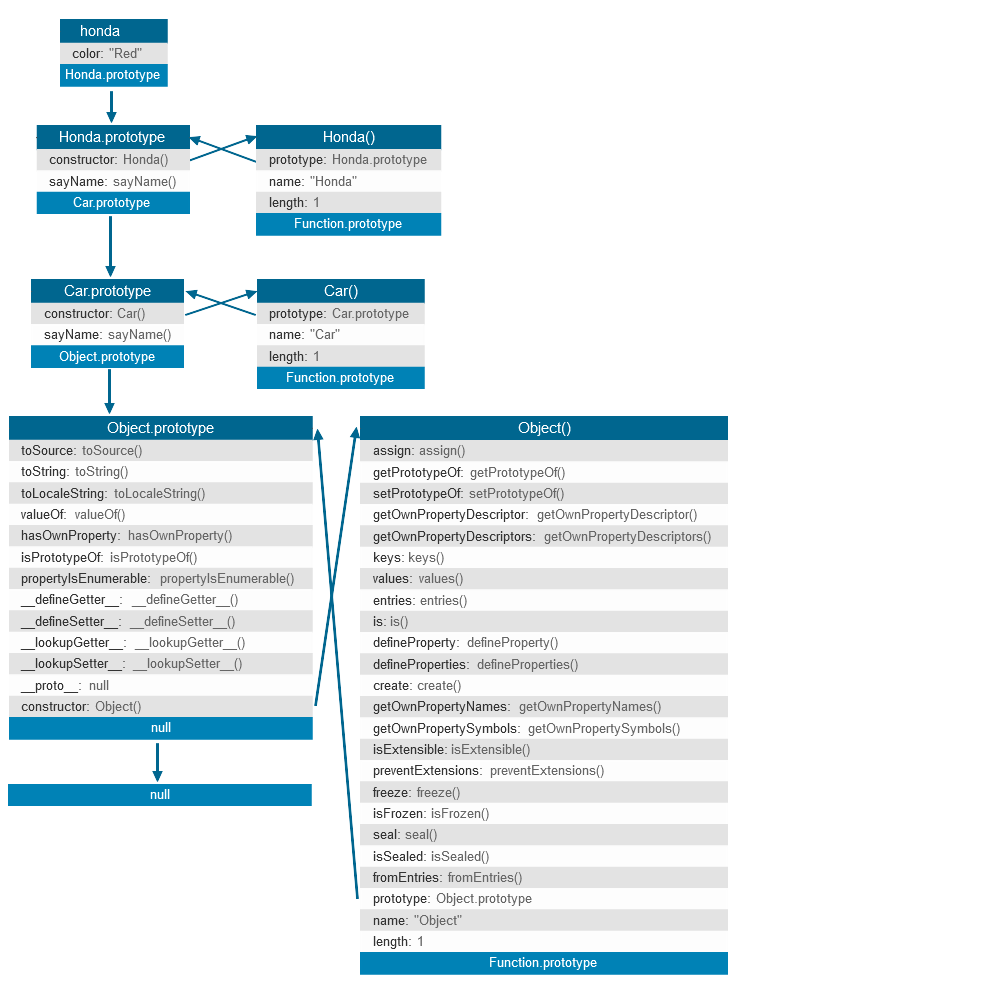 honda
color: "Red"
Honda.prototype
Honda.prototype
constructor: Honda()
sayName: sayName()
Car.prototype
Honda()
prototype: Honda.prototype
name: "Honda"
length: 1
Function.prototype
Car.prototype
constructor: Car()
sayName: sayName()
Object.prototype
Car()
prototype: Car.prototype
name: "Car"
length: 1
Function.prototype
Object.prototype
toSource: toSource()
toString: toString()
toLocaleString: toLocaleString()
valueOf: valueOf()
hasOwnProperty: hasOwnProperty()
isPrototypeOf: isPrototypeOf()
propertyIsEnumerable: propertyIsEnumerable()
__defineGetter__: __defineGetter__()
__defineSetter__: __defineSetter__()
__lookupGetter__: __lookupGetter__()
__lookupSetter__: __lookupSetter__()
__proto__: null
constructor: Object()
null
null
Object()
assign: assign()
getPrototypeOf: getPrototypeOf()
setPrototypeOf: setPrototypeOf()
getOwnPropertyDescriptor: getOwnPropertyDescriptor()
getOwnPropertyDescriptors: getOwnPropertyDescriptors()
keys: keys()
values: values()
entries: entries()
is: is()
defineProperty: defineProperty()
defineProperties: defineProperties()
create: create()
getOwnPropertyNames: getOwnPropertyNames()
getOwnPropertySymbols: getOwnPropertySymbols()
isExtensible: isExtensible()
preventExtensions: preventExtensions()
freeze: freeze()
isFrozen: isFrozen()
seal: seal()
isSealed: isSealed()
fromEntries: fromEntries()
prototype: Object.prototype
name: "Object"
length: 1
Function.prototype